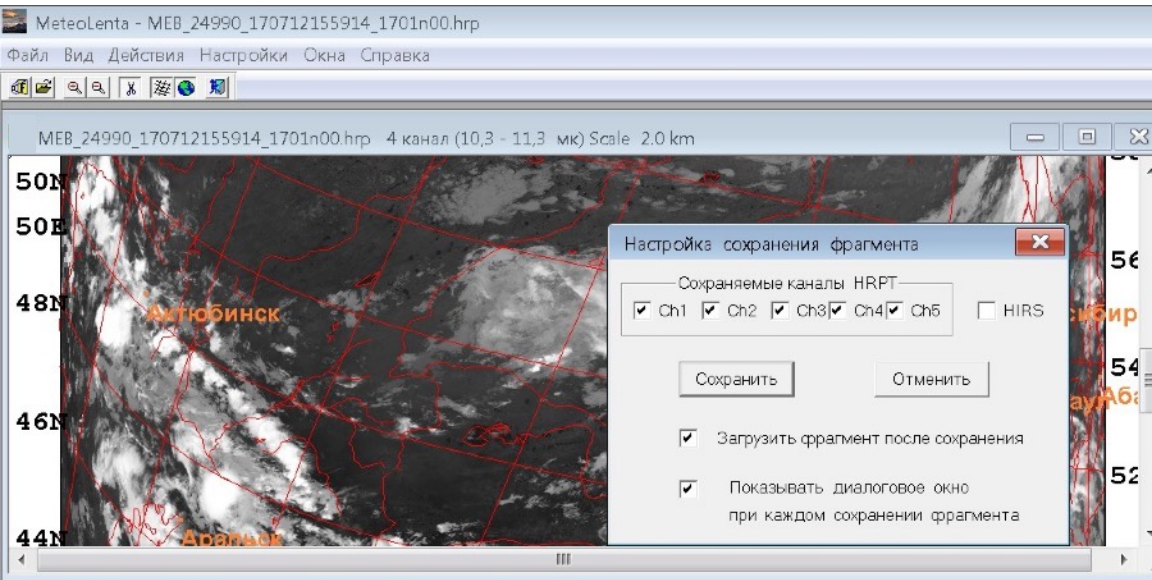 MeteoLenta - MEB_24990_170712155914_1701n00.hrp
Файл Вид Действия Настройки Окна Справка
MEB_24990_170712155914_1701n00.hrp 4 канал (10,3 - 11,3 мк) Scale 2.0 km
50N
50E
Настройка сохранения фрагмента
56
Сохраняемые каналы HRPT
Ch1 Ch2 Ch3 Ch4 Ch5 HIRS
48N
Актюбинск
Сохранить Отменить
54
46N
Загрузить фрагмент после сохранения
52
Показывать диалоговое окно
при каждом сохранении фрагмента
44N
Аральск